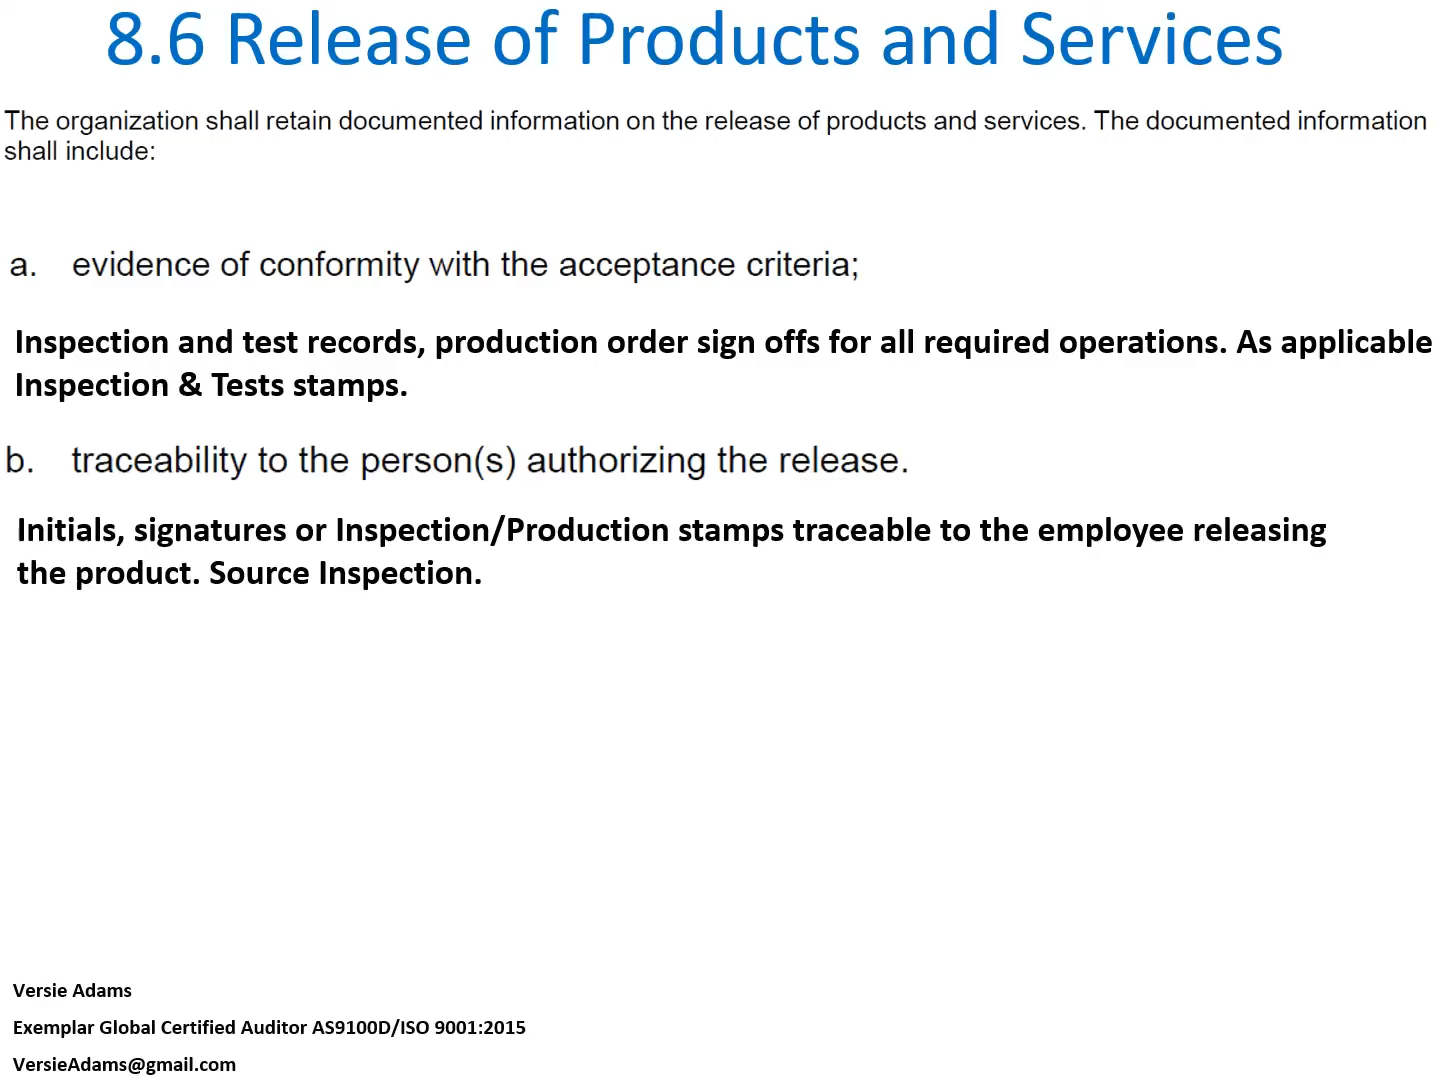 8.6 Release of Products and Services
The organization shall retain documented information on the release of products and services. The documented information
shall include:
a. evidence of conformity with the acceptance criteria;
Inspection and test records, production order sign offs for all required operations. As applicable
Inspection & Tests stamps.
b. traceability to the person(s) authorizing the release.
Initials, signatures or Inspection/Production stamps traceable to the employee releasing
the product. Source Inspection.
Versie Adams
Exemplar Global Certified Auditor AS9100D/ISO 9001:2015
VersieAdams@gmail.com